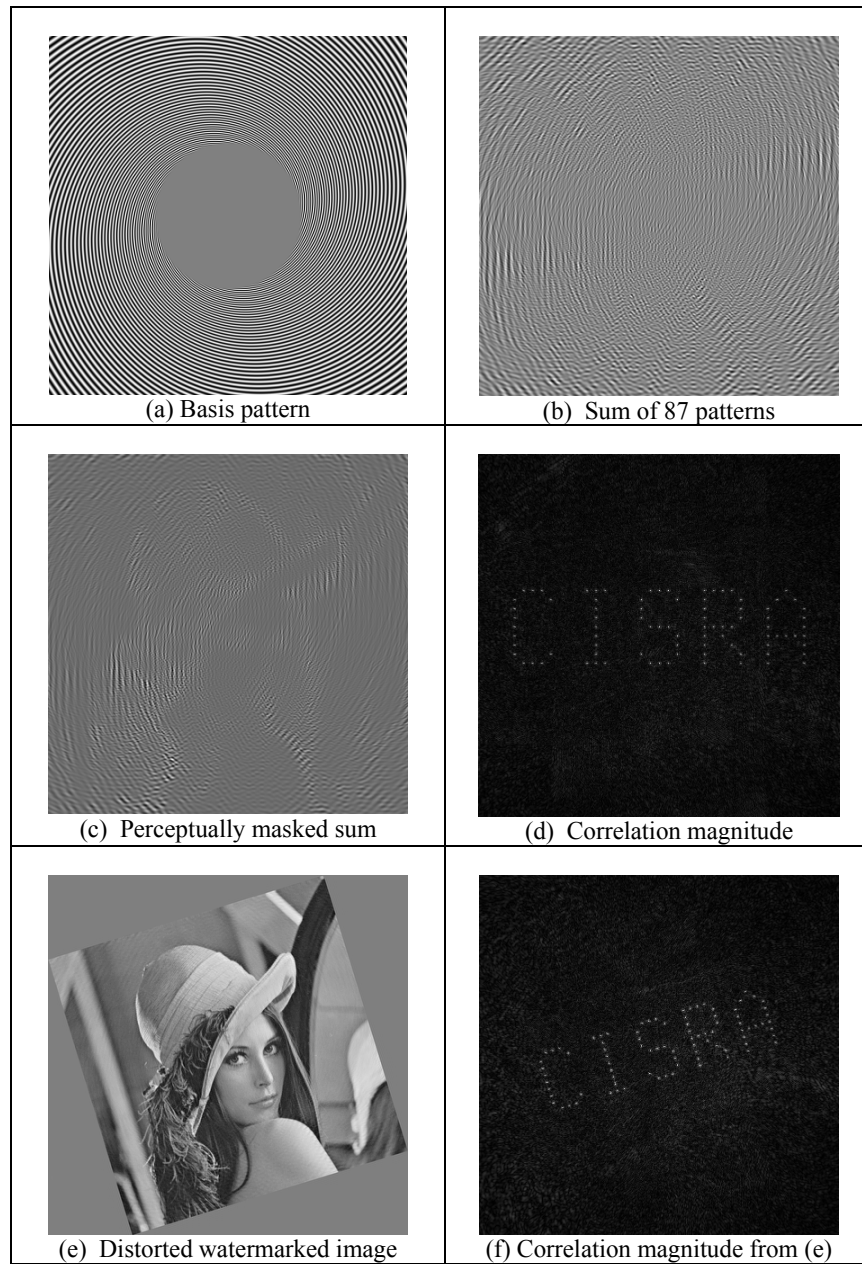 (a) Basis pattern
(b) Sum of 87 patterns
(c) Perceptually masked sum
CISRA
(d) Correlation magnitude
CISRA
(e) Distorted watermarked image
(f) Correlation magnitude from (e)